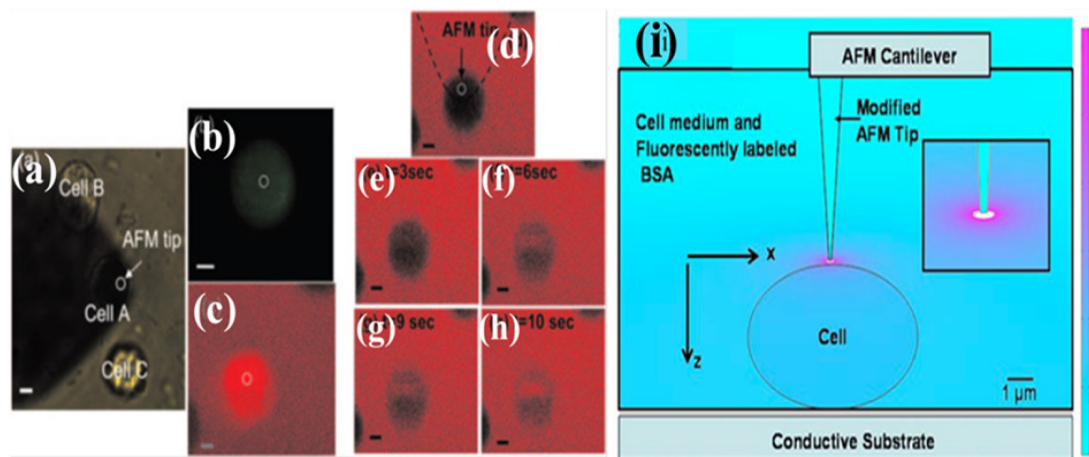 (a)
Cell B
AFM tip
Cell A
Cell C
(b)
(c)
AFM tip
(d)
(e) t=3sec
(f) t=6sec
(g) t=9 sec
(h) t=10 sec
(i)
AFM Cantilever
Cell medium and
Fluorescently labeled
BSA
Modified
AFM Tip
x
z
Cell
1 μm
Conductive Substrate